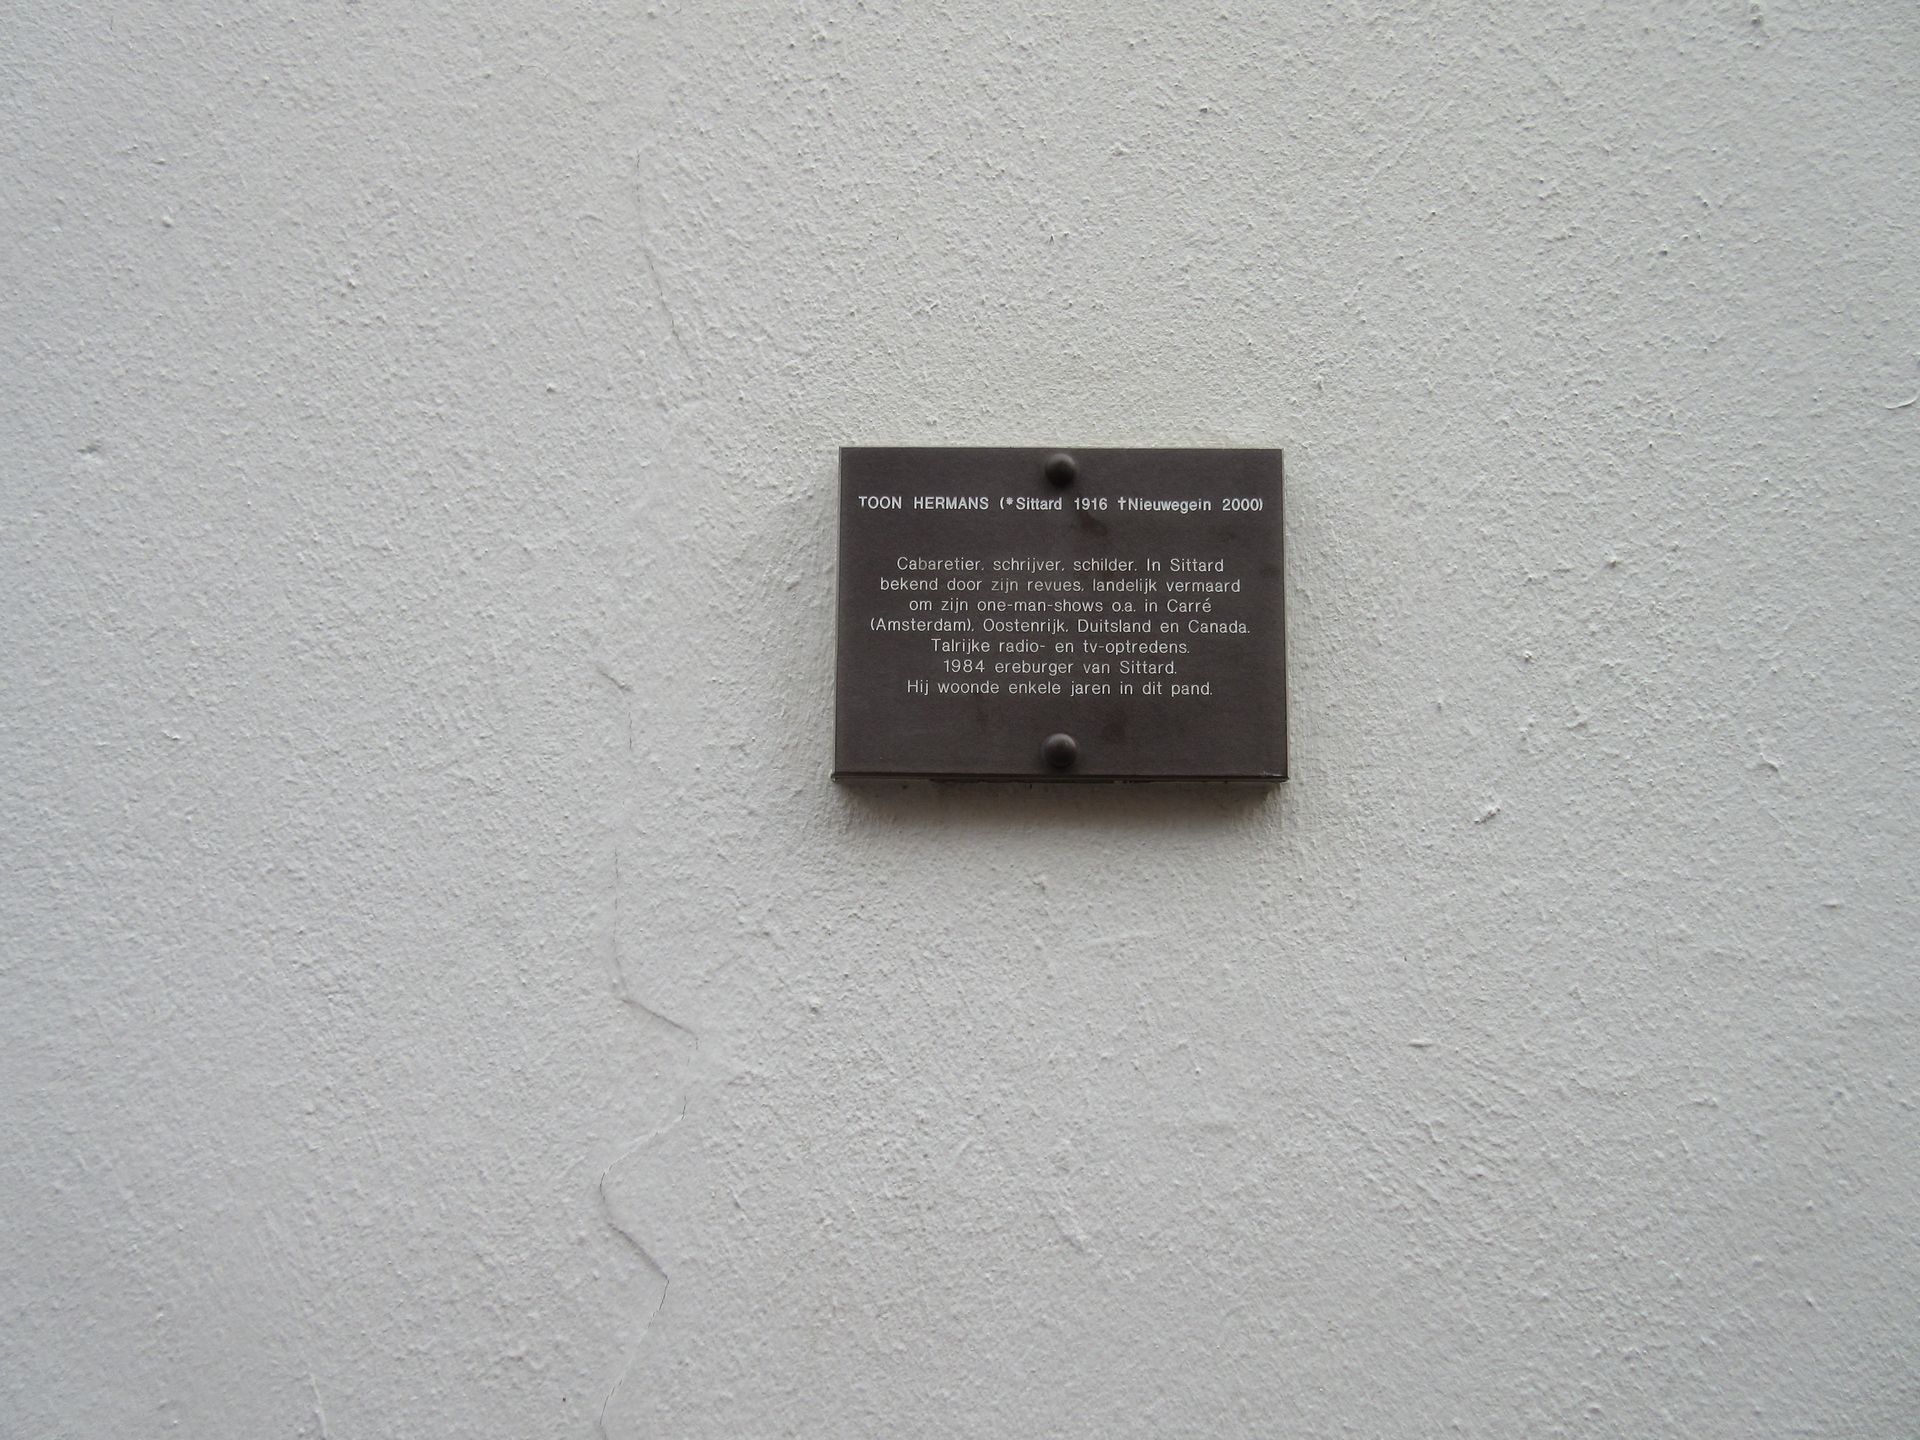 TOON HERMANS (*Sittard 1916 ✝Nieuwegein 2000)
Cabaretier, schrijver, schilder. In Sittard
bekend door zijn revues, landelijk vermaard
om zijn one-man-shows o.a. in Carré
(Amsterdam), Oostenrijk, Duitsland en Canada.
Talrijke radio- en tv-optredens.
1984 ereburger van Sittard.
Hij woonde enkele jaren in dit pand.